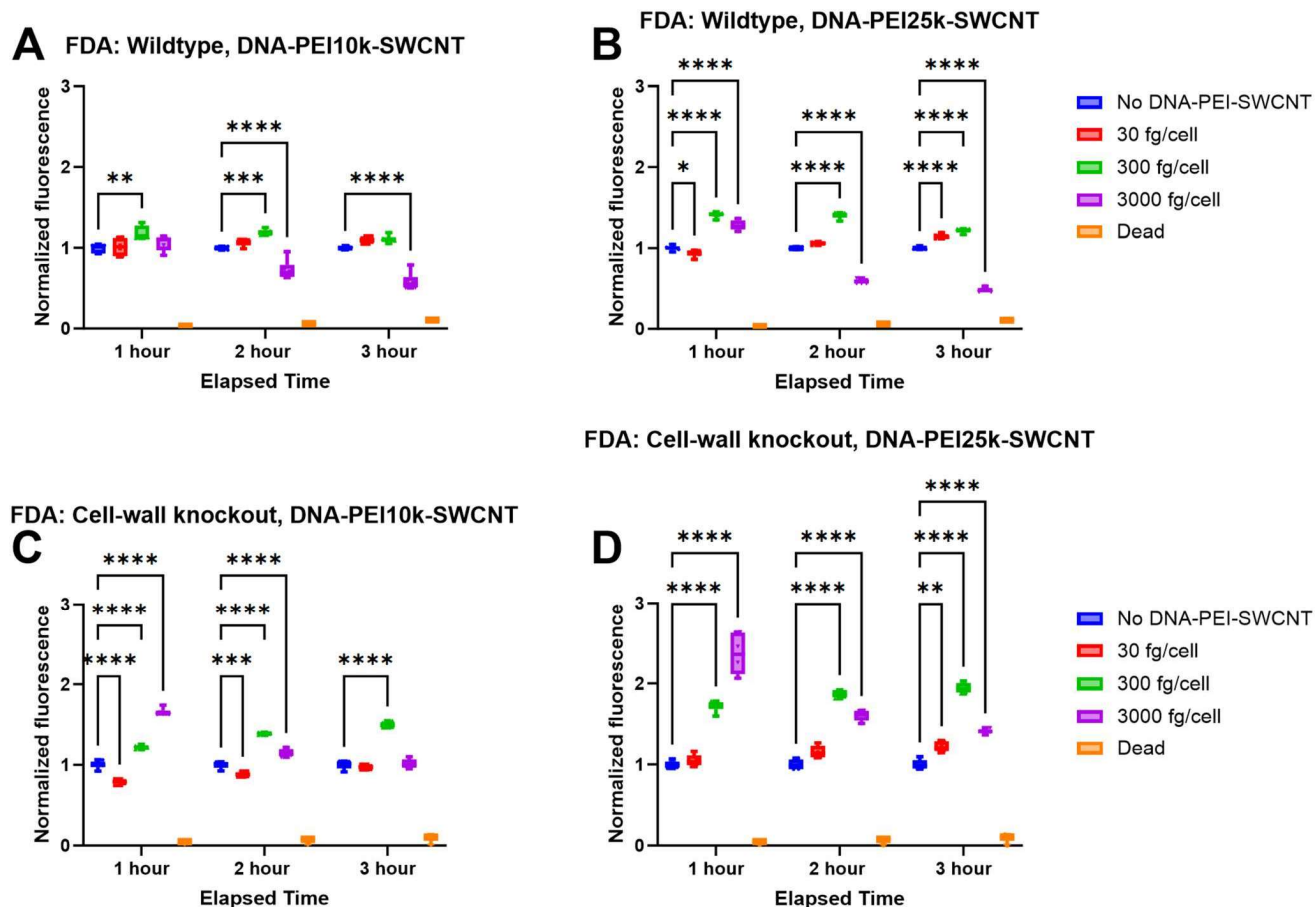 A
FDA: Wildtype, DNA-PEI10k-SWCNT
Normalized fluorescence
3
2
1
0
**
****
***
****
1 hour
2 hour
3 hour
Elapsed Time
B
FDA: Wildtype, DNA-PEI25k-SWCNT
Normalized fluorescence
3
2
1
0
****
****
*
****
****
****
****
****
1 hour
2 hour
3 hour
Elapsed Time
No DNA-PEI-SWCNT
30 fg/cell
300 fg/cell
3000 fg/cell
Dead
FDA: Cell-wall knockout, DNA-PEI10k-SWCNT
C
Normalized fluorescence
3
2
1
0
****
****
****
****
****
***
****
1 hour
2 hour
3 hour
Elapsed Time
FDA: Cell-wall knockout, DNA-PEI25k-SWCNT
D
Normalized fluorescence
3
2
1
0
****
****
****
****
****
****
**
1 hour
2 hour
3 hour
Elapsed Time
No DNA-PEI-SWCNT
30 fg/cell
300 fg/cell
3000 fg/cell
Dead